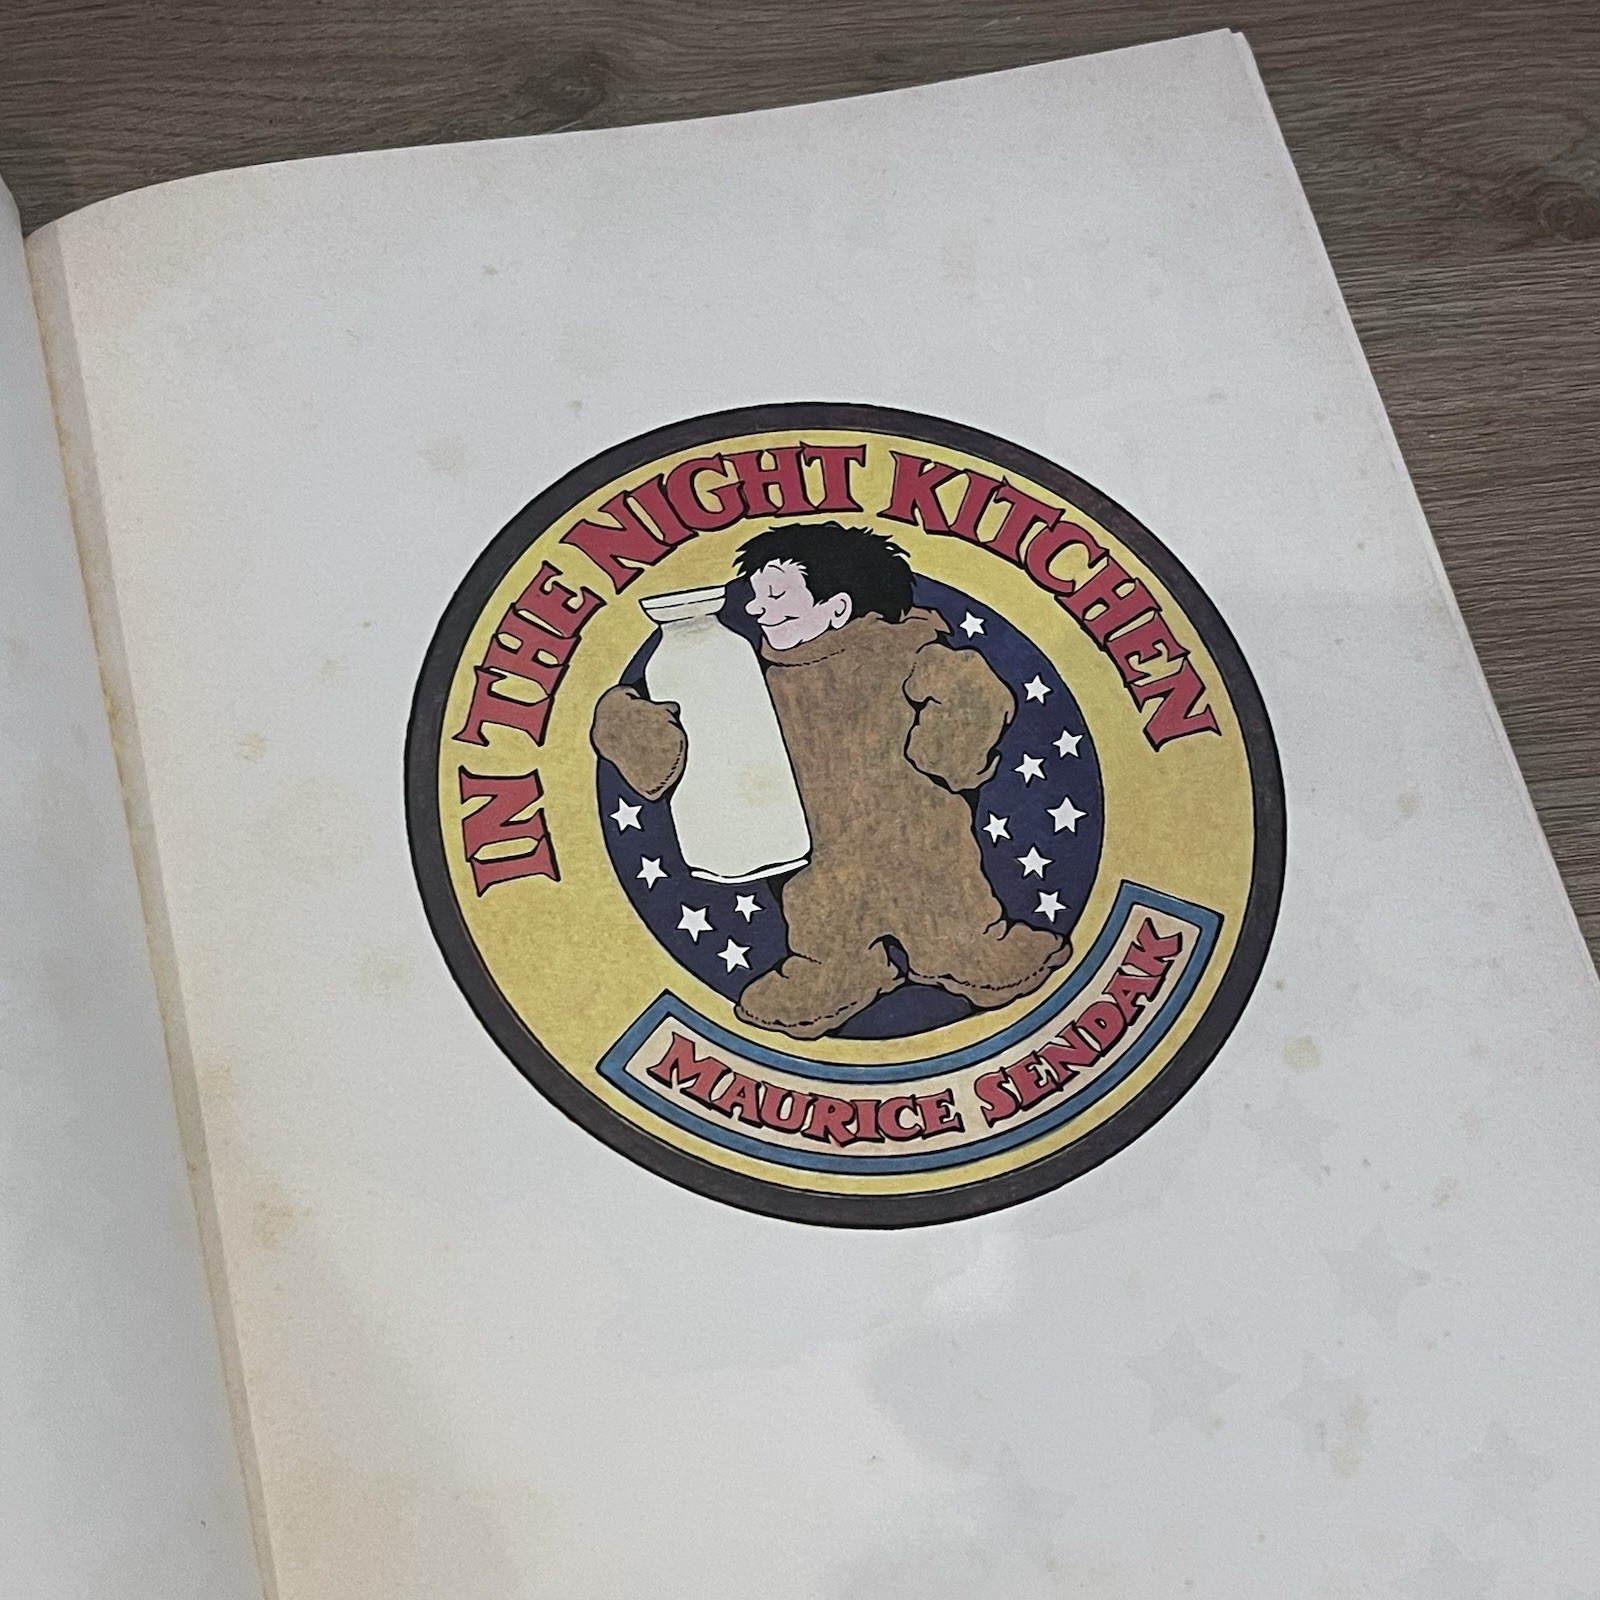 IN THE NIGHT KITCHEN
MAURICE SENDAK